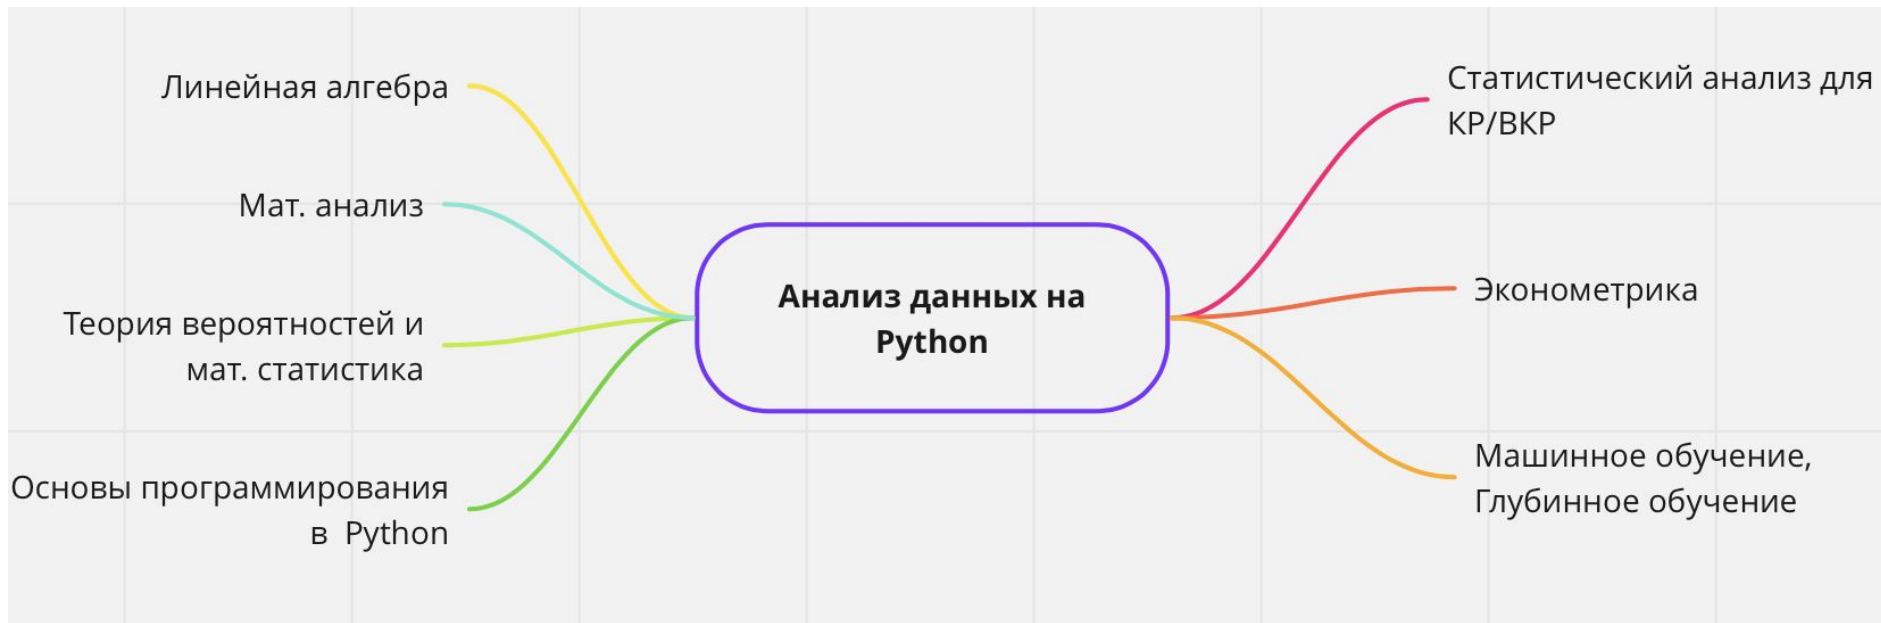 Линейная алгебра
Мат. анализ
Теория вероятностей и
мат. статистика
Основы программирования
в  Python
Анализ данных на
Python
Статистический анализ для
КР/ВКР
Эконометрика
Машинное обучение,
Глубинное обучение